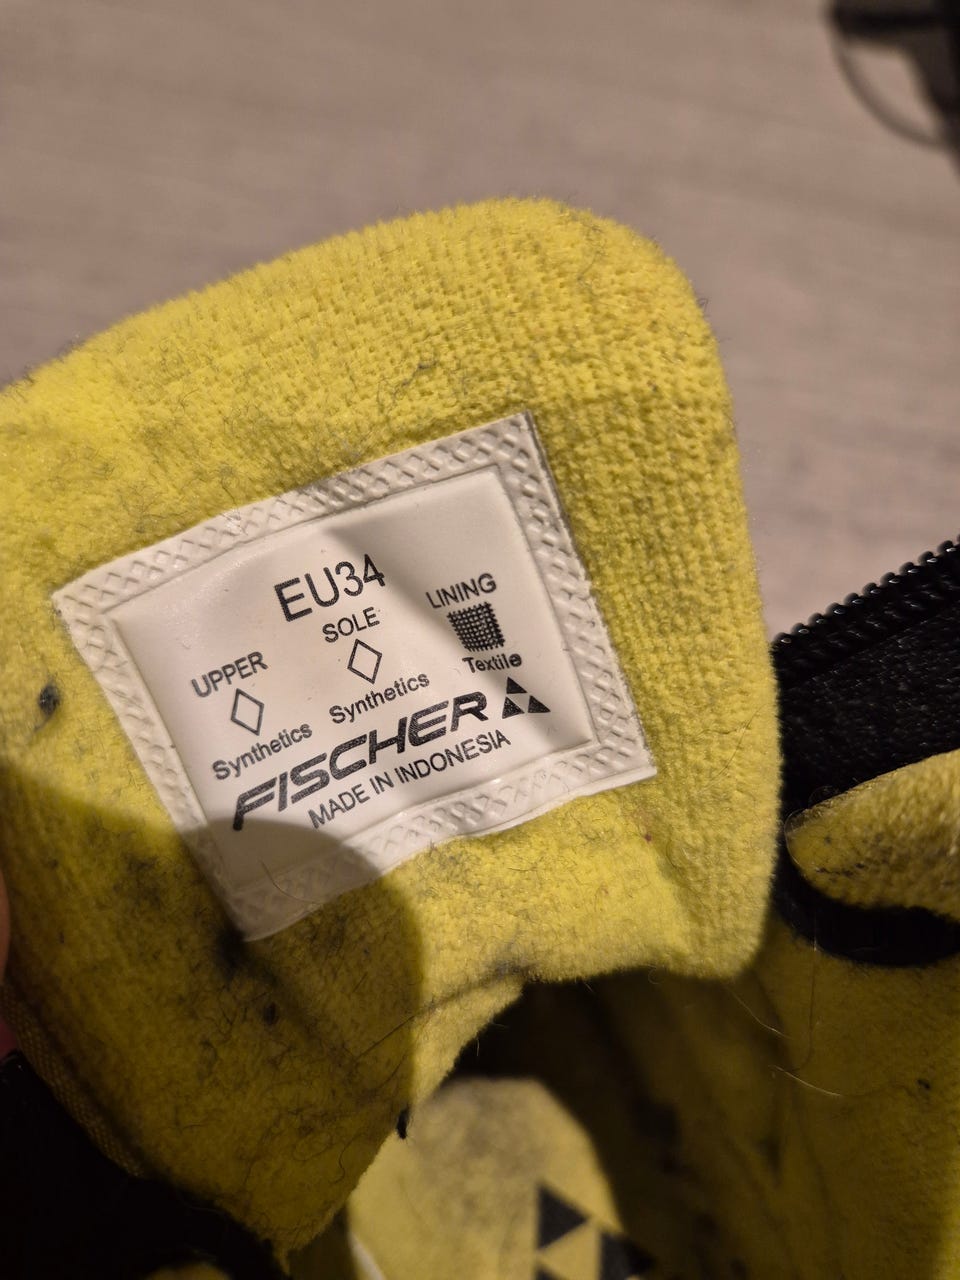 EU34
UPPER SOLE LINING
Synthetics Synthetics Textile
FISCHER
MADE IN INDONESIA